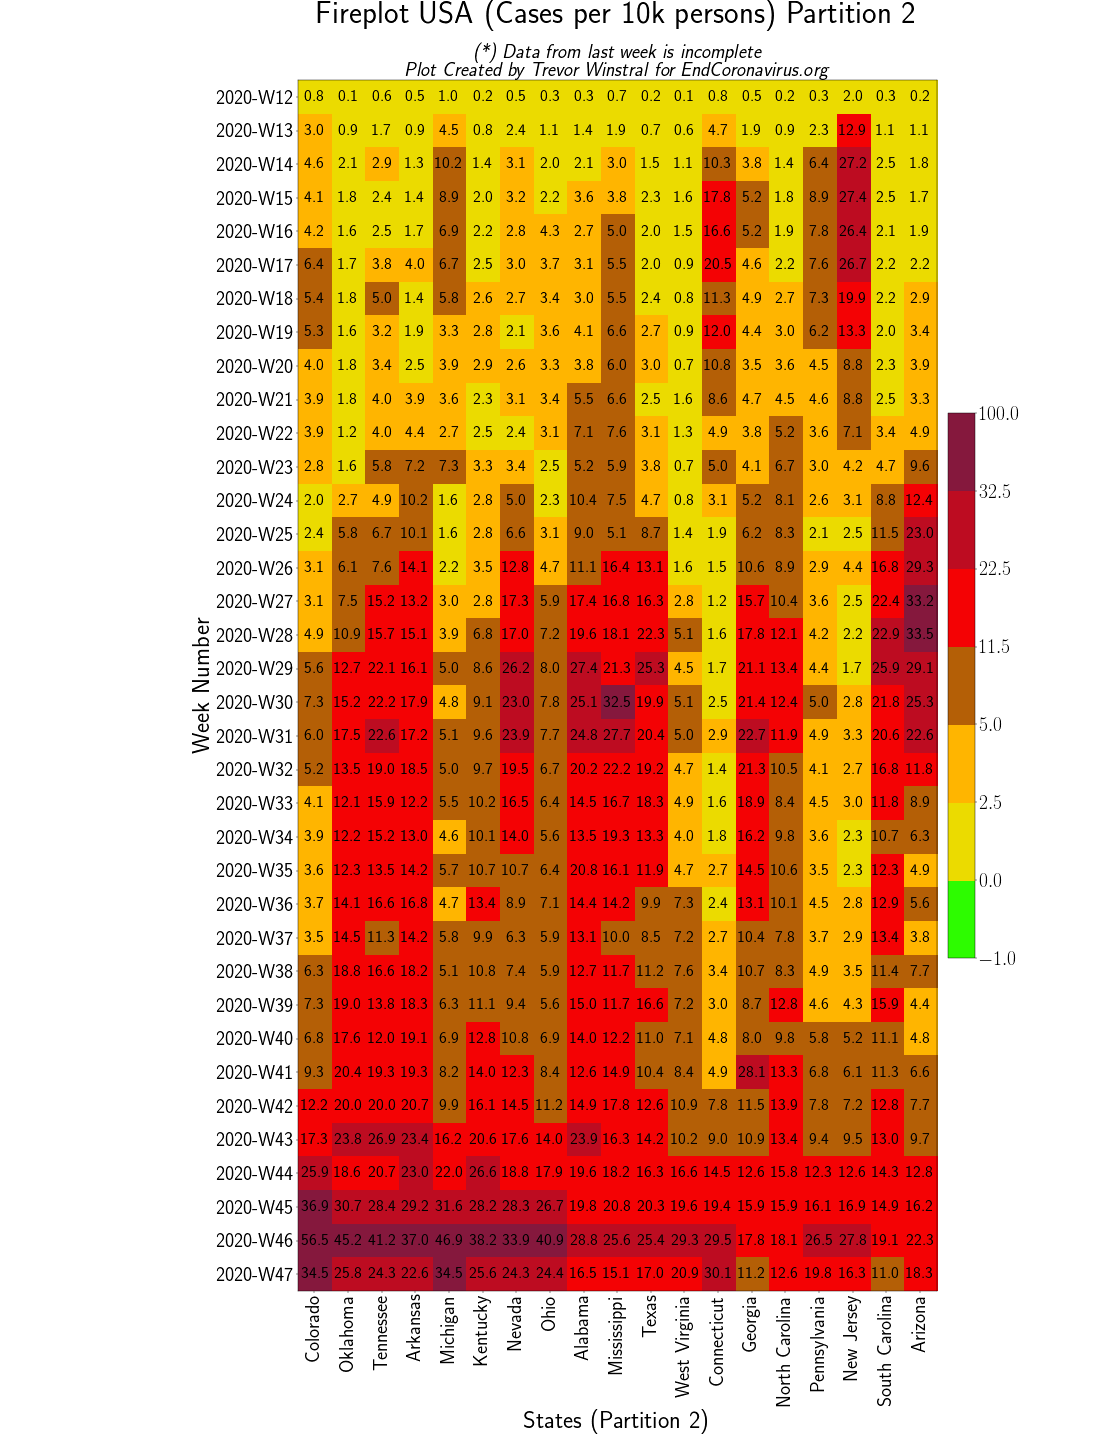 Fireplot USA (Cases per 10k persons) Partition 2
(*) Data from last week is incomplete
Plot Created by Trevor Winstral for EndCoronavirus.org
2020-W12 0.8 0.1 0.6 0.5 1.0 0.2 0.5 0.3 0.3 0.7 0.2 0.1 0.8 0.5 0.2 0.3 2.0 0.3 0.2
2020-W13 3.0 0.9 1.7 0.9 4.5 0.8 2.4 1.1 1.4 1.9 0.7 0.6 4.7 1.9 0.9 2.3 12.9 1.1 1.1
2020-W14 4.6 2.1 2.9 1.3 10.2 1.4 3.1 2.0 2.1 3.0 1.5 1.1 10.3 3.8 1.4 6.4 27.2 2.5 1.8
2020-W15 4.1 1.8 2.4 1.4 8.9 2.0 3.2 2.2 3.6 3.8 2.3 1.6 17.8 5.2 1.8 8.9 27.4 2.5 1.7
2020-W16 4.2 1.6 2.5 1.7 6.9 2.2 2.8 4.3 2.7 5.0 2.0 1.5 16.6 5.2 1.9 7.8 26.4 2.1 1.9
2020-W17 6.4 1.7 3.8 4.0 6.7 2.5 3.0 3.7 3.1 5.5 2.0 0.9 20.5 4.6 2.2 7.6 26.7 2.2 2.2
2020-W18 5.4 1.8 5.0 1.4 5.8 2.6 2.7 3.4 3.0 5.5 2.4 0.8 11.3 4.9 2.7 7.3 19.9 2.2 2.9
2020-W19 5.3 1.6 3.2 1.9 3.3 2.8 2.1 3.6 4.1 6.6 2.7 0.9 12.0 4.4 3.0 6.2 13.3 2.0 3.4
2020-W20 4.0 1.8 3.4 2.5 3.9 2.9 2.6 3.3 3.8 6.0 3.0 0.7 10.8 3.5 3.6 4.5 8.8 2.3 3.9
2020-W21 3.9 1.8 4.0 3.9 3.6 2.3 3.1 3.4 5.5 6.6 2.5 1.6 8.6 4.7 4.5 4.6 8.8 2.5 3.3
2020-W22 3.9 1.2 4.0 4.4 2.7 2.5 2.4 3.1 7.1 7.6 3.1 1.3 4.9 3.8 5.2 3.6 7.1 3.4 4.9
2020-W23 2.8 1.6 5.8 7.2 7.3 3.3 3.4 2.5 5.2 5.9 3.8 0.7 5.0 4.1 6.7 3.0 4.2 4.7 9.6
2020-W24 2.0 2.7 4.9 10.2 1.6 2.8 5.0 2.3 10.4 7.5 4.7 0.8 3.1 5.2 8.1 2.6 3.1 8.8 12.4
2020-W25 2.4 5.8 6.7 10.1 1.6 2.8 6.6 3.1 9.0 5.1 8.7 1.4 1.9 6.2 8.3 2.1 2.5 11.5 23.0
2020-W26 3.1 6.1 7.6 14.1 2.2 3.5 12.8 4.7 11.1 16.4 13.1 1.6 1.5 10.6 8.9 2.9 4.4 16.8 29.3
2020-W27 3.1 7.5 15.2 13.2 3.0 2.8 17.3 5.9 17.4 16.8 16.3 2.8 1.2 15.7 10.4 3.6 2.5 22.4 33.2
2020-W28 4.9 10.9 15.7 15.1 3.9 6.8 17.0 7.2 19.6 18.1 22.3 5.1 1.6 17.8 12.1 4.2 2.2 22.9 33.5
2020-W29 5.6 12.7 22.1 16.1 5.0 8.6 26.2 8.0 27.4 21.3 25.3 4.5 1.7 21.1 13.4 4.4 1.7 25.9 29.1
2020-W30 7.3 15.2 22.2 17.9 4.8 9.1 23.0 7.8 25.1 32.5 19.9 5.1 2.5 21.4 12.4 5.0 2.8 21.8 25.3
2020-W31 6.0 17.5 22.6 17.2 5.1 9.6 23.9 7.7 24.8 27.7 20.4 5.0 2.9 22.7 11.9 4.9 3.3 20.6 22.6
2020-W32 5.2 13.5 19.0 18.5 5.0 9.7 19.5 6.7 20.2 22.2 19.2 4.7 1.4 21.3 10.5 4.1 2.7 16.8 11.8
2020-W33 4.1 12.1 15.9 12.2 5.5 10.2 16.5 6.4 14.5 16.7 18.3 4.9 1.6 18.9 8.4 4.5 3.0 11.8 8.9
2020-W34 3.9 12.2 15.2 13.0 4.6 10.1 14.0 5.6 13.5 19.3 13.3 4.0 1.8 16.2 9.8 3.6 2.3 10.7 6.3
2020-W35 3.6 12.3 13.5 14.2 5.7 10.7 10.7 6.4 20.8 16.1 11.9 4.7 2.7 14.5 10.6 3.5 2.3 12.3 4.9
2020-W36 3.7 14.1 16.6 16.8 4.7 13.4 8.9 7.1 14.4 14.2 9.9 7.3 2.4 13.1 10.1 4.5 2.8 12.9 5.6
2020-W37 3.5 14.5 11.3 14.2 5.8 9.9 6.3 5.9 13.1 10.0 8.5 7.2 2.7 10.4 7.8 3.7 2.9 13.4 3.8
2020-W38 6.3 18.8 16.6 18.2 5.1 10.8 7.4 5.9 12.7 11.7 11.2 7.6 3.4 10.7 8.3 4.9 3.5 11.4 7.7
2020-W39 7.3 19.0 13.8 18.3 6.3 11.1 9.4 5.6 15.0 11.7 16.6 7.2 3.0 8.7 12.8 4.6 4.3 15.9 4.4
2020-W40 6.8 17.6 12.0 19.1 6.9 12.8 10.8 6.9 14.0 12.2 11.0 7.1 4.8 8.0 9.8 5.8 5.2 11.1 4.8
2020-W41 9.3 20.4 19.3 19.3 8.2 14.0 12.3 8.4 12.6 14.9 10.4 8.4 4.9 28.1 13.3 6.8 6.1 11.3 6.6
2020-W42 12.2 20.0 20.0 20.7 9.9 16.1 14.5 11.2 14.9 17.8 12.6 10.9 7.8 11.5 13.9 7.8 7.2 12.8 7.7
2020-W43 17.3 23.8 26.9 23.4 16.2 20.6 17.6 14.0 23.9 16.3 14.2 10.2 9.0 10.9 13.4 9.4 9.5 13.0 9.7
2020-W44 25.9 18.6 20.7 23.0 22.0 26.6 18.8 17.9 19.6 18.2 16.3 16.6 14.5 12.6 15.8 12.3 12.6 14.3 12.8
2020-W45 36.9 30.7 28.4 29.2 31.6 28.2 28.3 26.7 19.8 20.8 20.3 19.6 19.4 15.9 15.9 16.1 16.9 14.9 16.2
2020-W46 56.5 45.2 41.2 37.0 46.9 38.2 33.9 40.9 28.8 25.6 25.4 29.3 29.5 17.8 18.1 26.5 27.8 19.1 22.3
2020-W47 34.5 25.8 24.3 22.6 34.5 25.6 24.3 24.4 16.5 15.1 17.0 20.9 30.1 11.2 12.6 19.8 16.3 11.0 18.3
Week Number
Colorado Oklahoma Tennessee Arkansas Michigan Kentucky Nevada Ohio Alabama Mississippi Texas West Virginia Connecticut Georgia North Carolina Pennsylvania New Jersey South Carolina Arizona
States (Partition 2)
100.0
32.5
22.5
11.5
5.0
2.5
0.0
−1.0